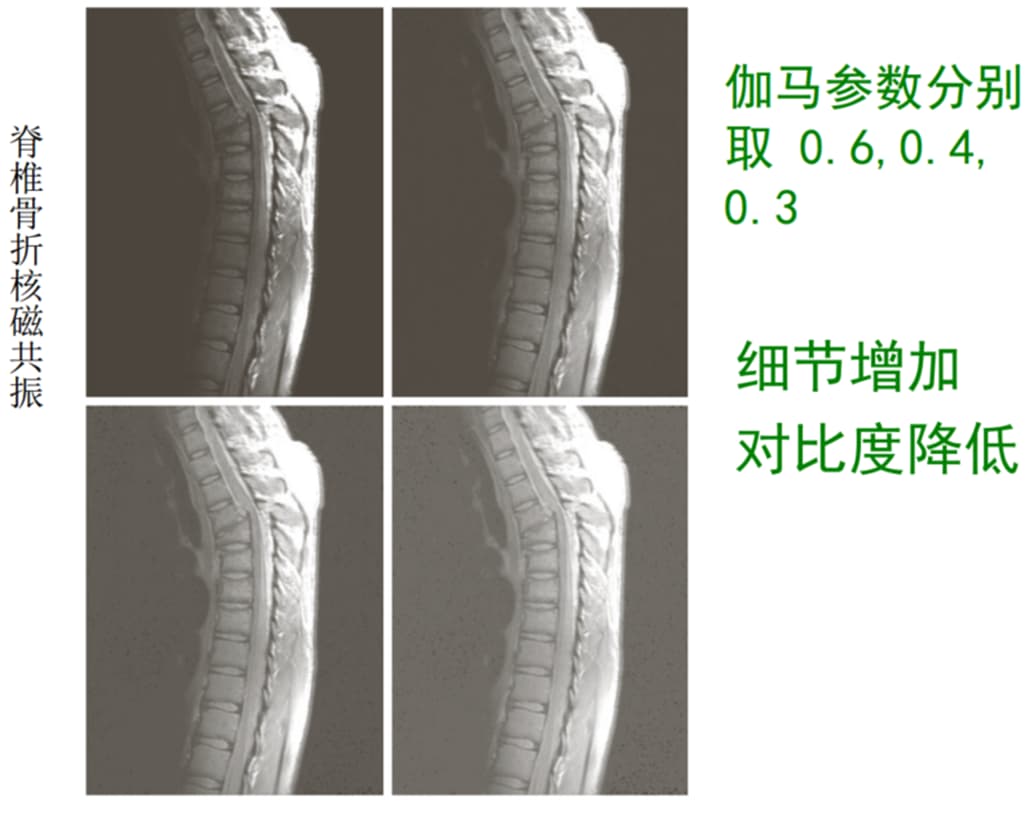 脊椎骨折核磁共振
伽马参数分别
取 0.6,0.4,
0.3
细节增加
对比度降低